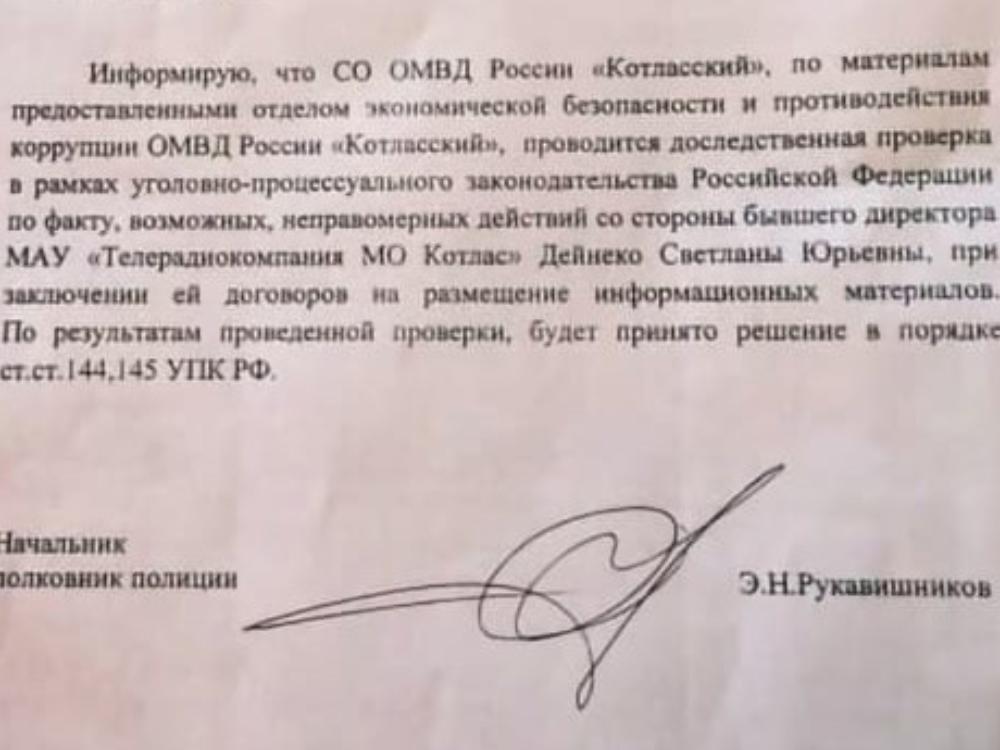 Информирую, что СО ОМВД России «Котласский», по материалам
предоставленными отделом экономической безопасности и противодействия
коррупции ОМВД России «Котласский», проводится доследственная проверка
в рамках уголовно-процессуального законодательства Российской Федерации
по факту, возможных, неправомерных действий со стороны бывшего директора
МАУ «Телерадиокомпания МО Котлас» Дейнеко Светланы Юрьевны, при
заключении ей договоров на размещение информационных материалов.
По результатам проведенной проверки, будет принято решение в порядке
ст.ст.144,145 УПК РФ.
Начальник
полковник полиции
Э.Н.Рукавишников